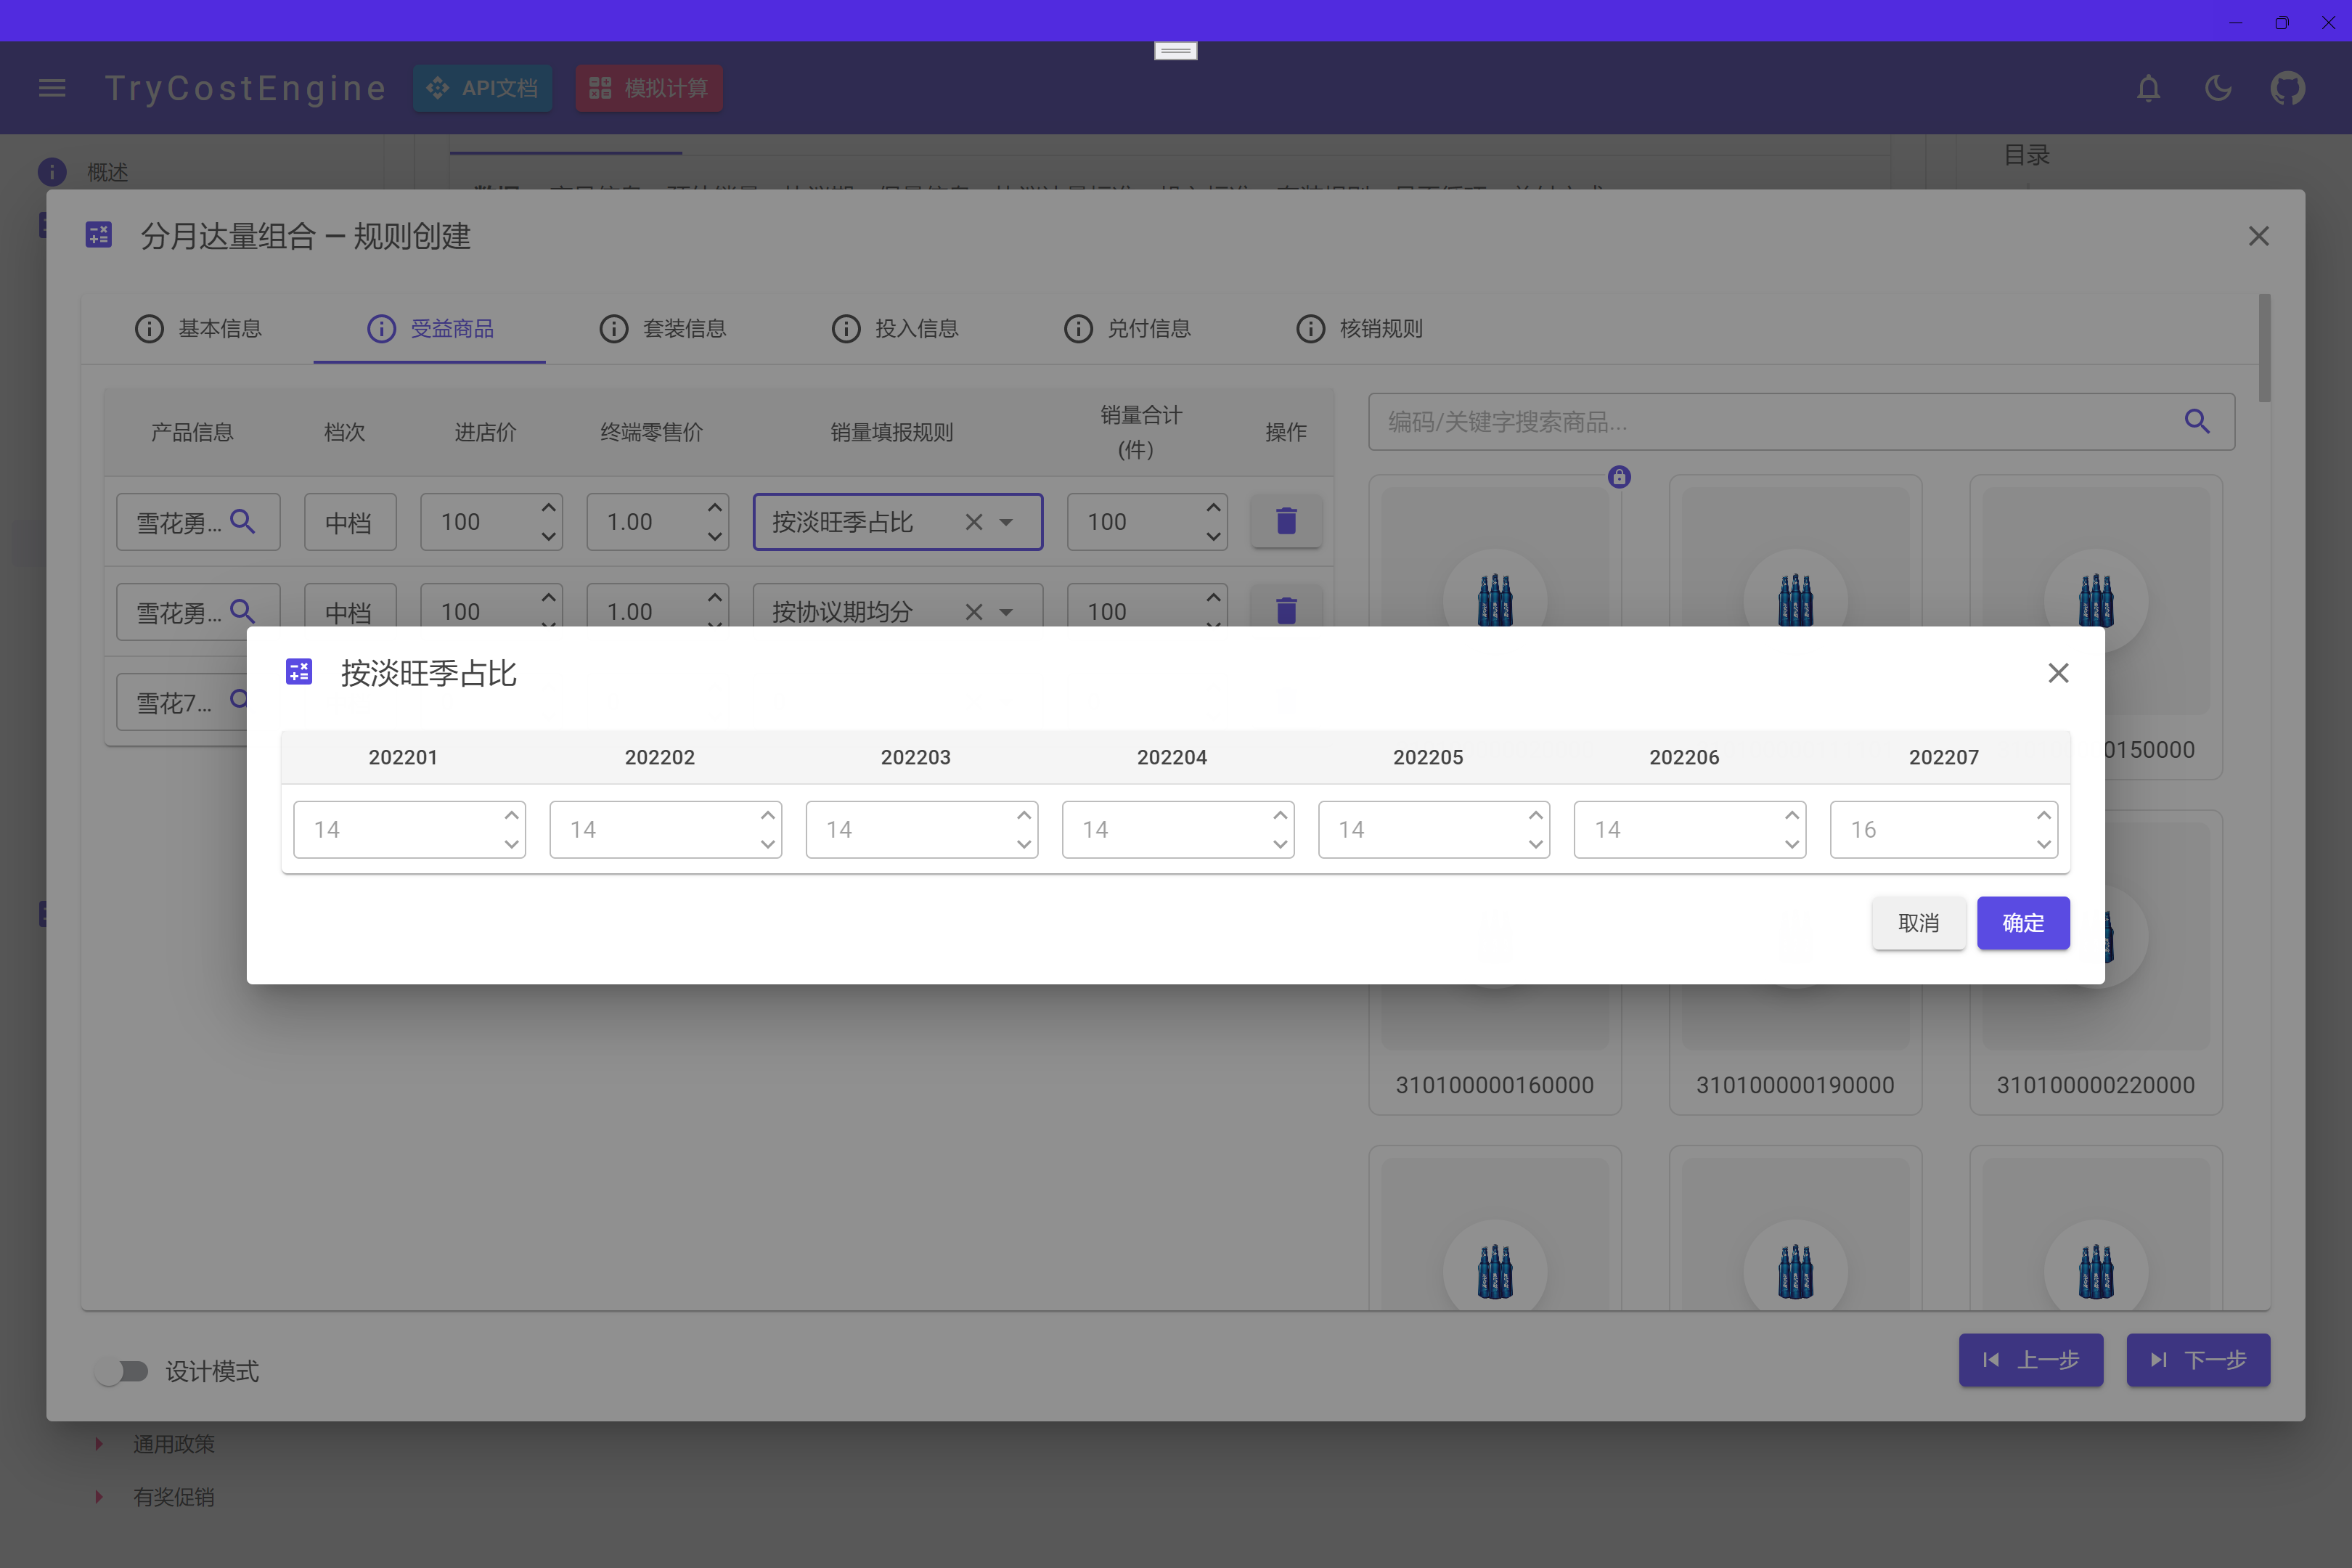 TryCostEngine
API文档
模拟计算
概述
目录
分月达量组合 — 规则创建
基本信息
受益商品
套装信息
投入信息
兑付信息
核销规则
产品信息
档次
进店价
终端零售价
销量填报规则
销量合计
(件)
操作
编码/关键字搜索商品...
雪花勇...
中档
100
1.00
按淡旺季占比
100
雪花勇...
中档
100
1.00
按协议期均分
100
雪花7...
0150000
按淡旺季占比
202201
202202
202203
202204
202205
202206
202207
14
14
14
14
14
14
16
取消
确定
310100000160000
310100000190000
310100000220000
设计模式
上一步
下一步
通用政策
有奖促销